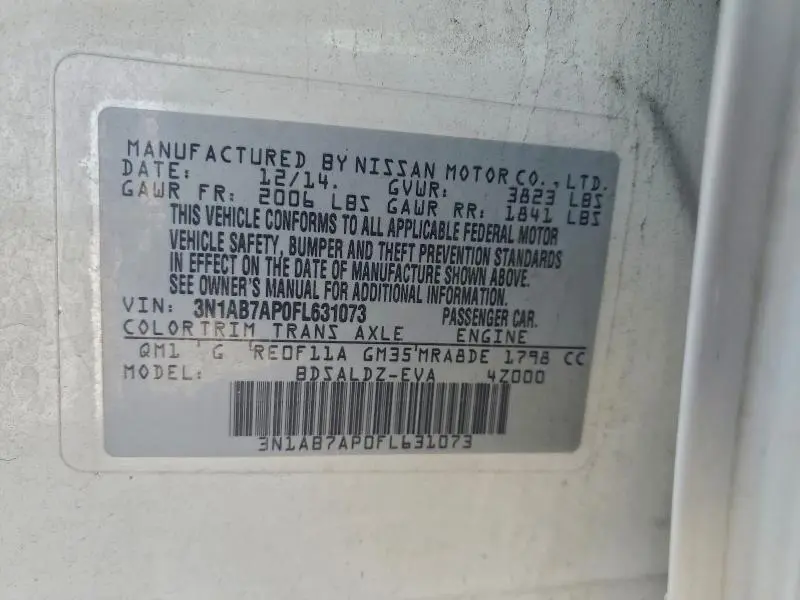 MANUFACTURED BY NISSAN MOTOR CO., LTD.
DATE: 12/14. GVWR: 3823 LBS
GAWR FR: 2006 LBS GAWR RR: 1841 LBS
THIS VEHICLE CONFORMS TO ALL APPLICABLE FEDERAL MOTOR
VEHICLE SAFETY, BUMPER AND THEFT PREVENTION STANDARDS
IN EFFECT ON THE DATE OF MANUFACTURE SHOWN ABOVE.
SEE OWNER'S MANUAL FOR ADDITIONAL INFORMATION.
VIN: 3N1AB7AP0FL631073 PASSENGER CAR.
COLOR TRIM TRANS AXLE ENGINE
QM1 ' G 'RE0F11A GM35'MRA8DE 1798 CC
MODEL: BDSALDZ-EVA 4Z000
3N1AB7AP0FL631073